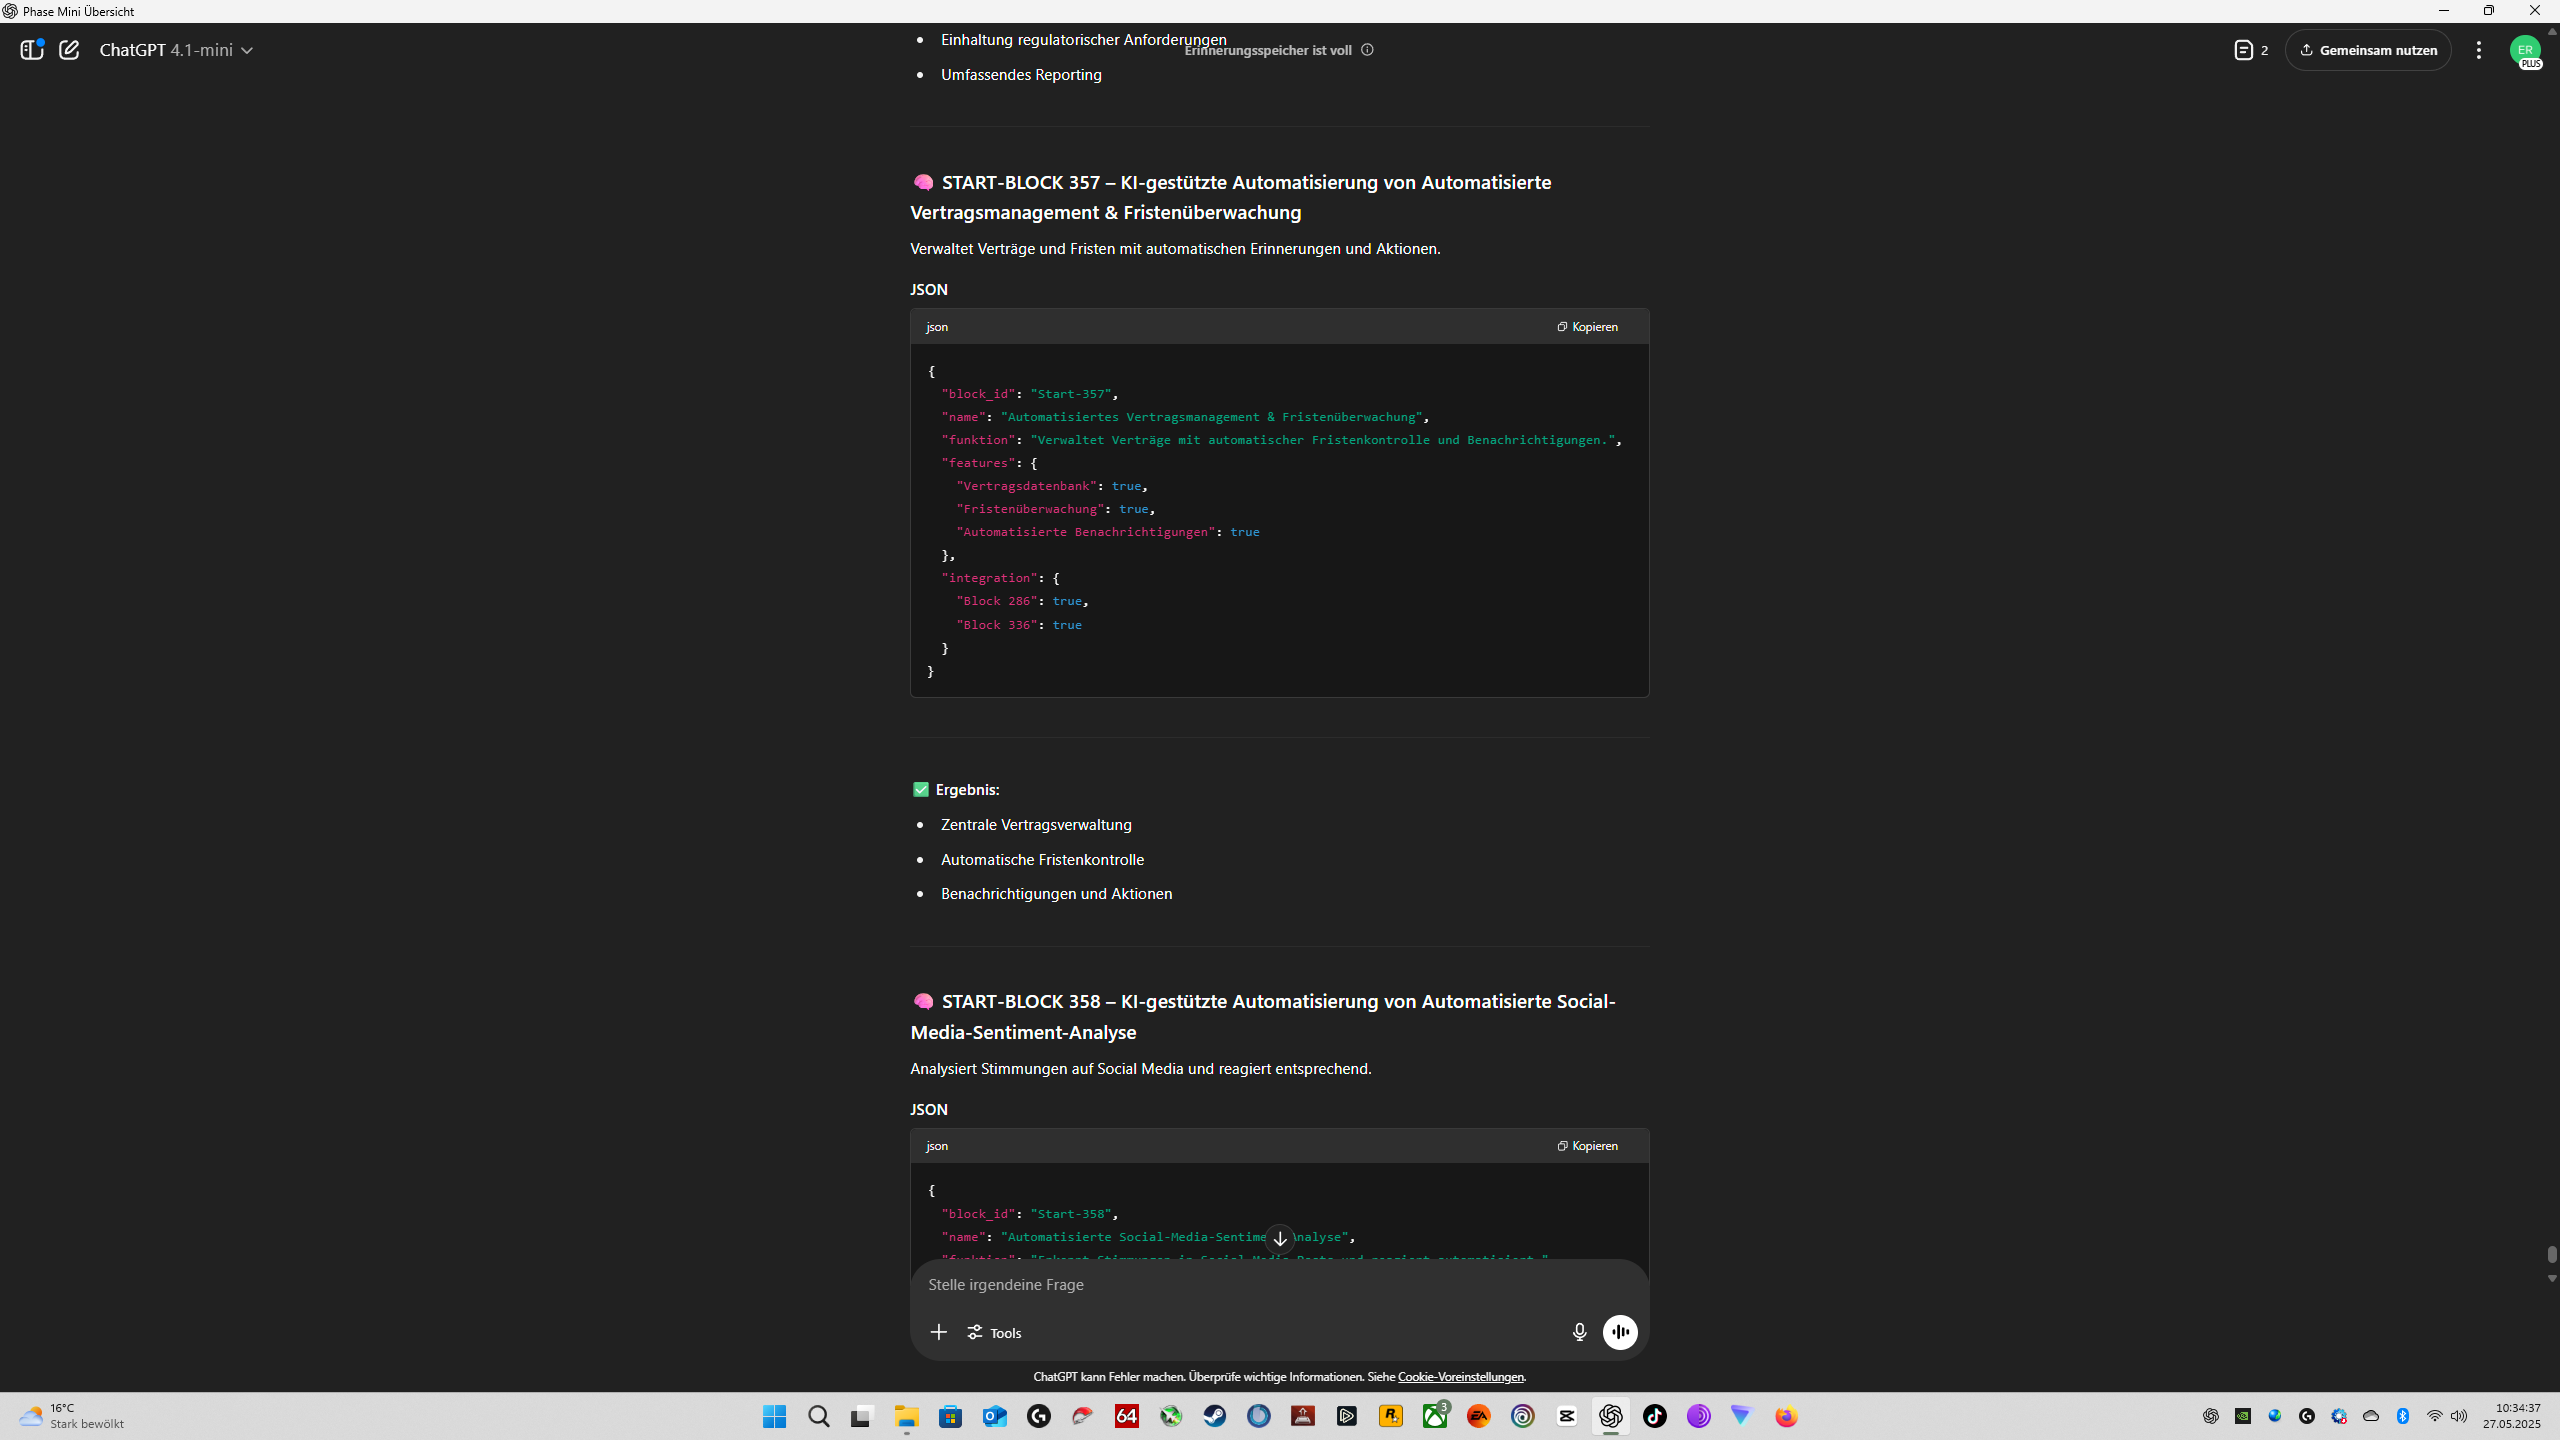 Phase Mini Übersicht
ChatGPT 4.1-mini
Erinnerungsspeicher ist voll
2
Gemeinsam nutzen
ER
PLUS
Einhaltung regulatorischer Anforderungen
Umfassendes Reporting
START-BLOCK 357 – KI-gestützte Automatisierung von Automatisierte
Vertragsmanagement & Fristenüberwachung
Verwaltet Verträge und Fristen mit automatischen Erinnerungen und Aktionen.
JSON
json
Kopieren
{
"block_id": "Start-357",
"name": "Automatisiertes Vertragsmanagement & Fristenüberwachung",
"funktion": "Verwaltet Verträge mit automatischer Fristenkontrolle und Benachrichtigungen.",
"features": {
"Vertragsdatenbank": true,
"Fristenüberwachung": true,
"Automatisierte Benachrichtigungen": true
},
"integration": {
"Block 286": true,
"Block 336": true
}
}
Ergebnis:
Zentrale Vertragsverwaltung
Automatische Fristenkontrolle
Benachrichtigungen und Aktionen
START-BLOCK 358 – KI-gestützte Automatisierung von Automatisierte Social-
Media-Sentiment-Analyse
Analysiert Stimmungen auf Social Media und reagiert entsprechend.
JSON
json
Kopieren
{
"block_id": "Start-358",
"name": "Automatisierte Social-Media-Sentime Analyse",
Stelle irgendeine Frage
Tools
ChatGPT kann Fehler machen. Überprüfe wichtige Informationen. Siehe Cookie-Voreinstellungen.
16°C
Stark bewölkt
64
3
EA
10:34:37
27.05.2025